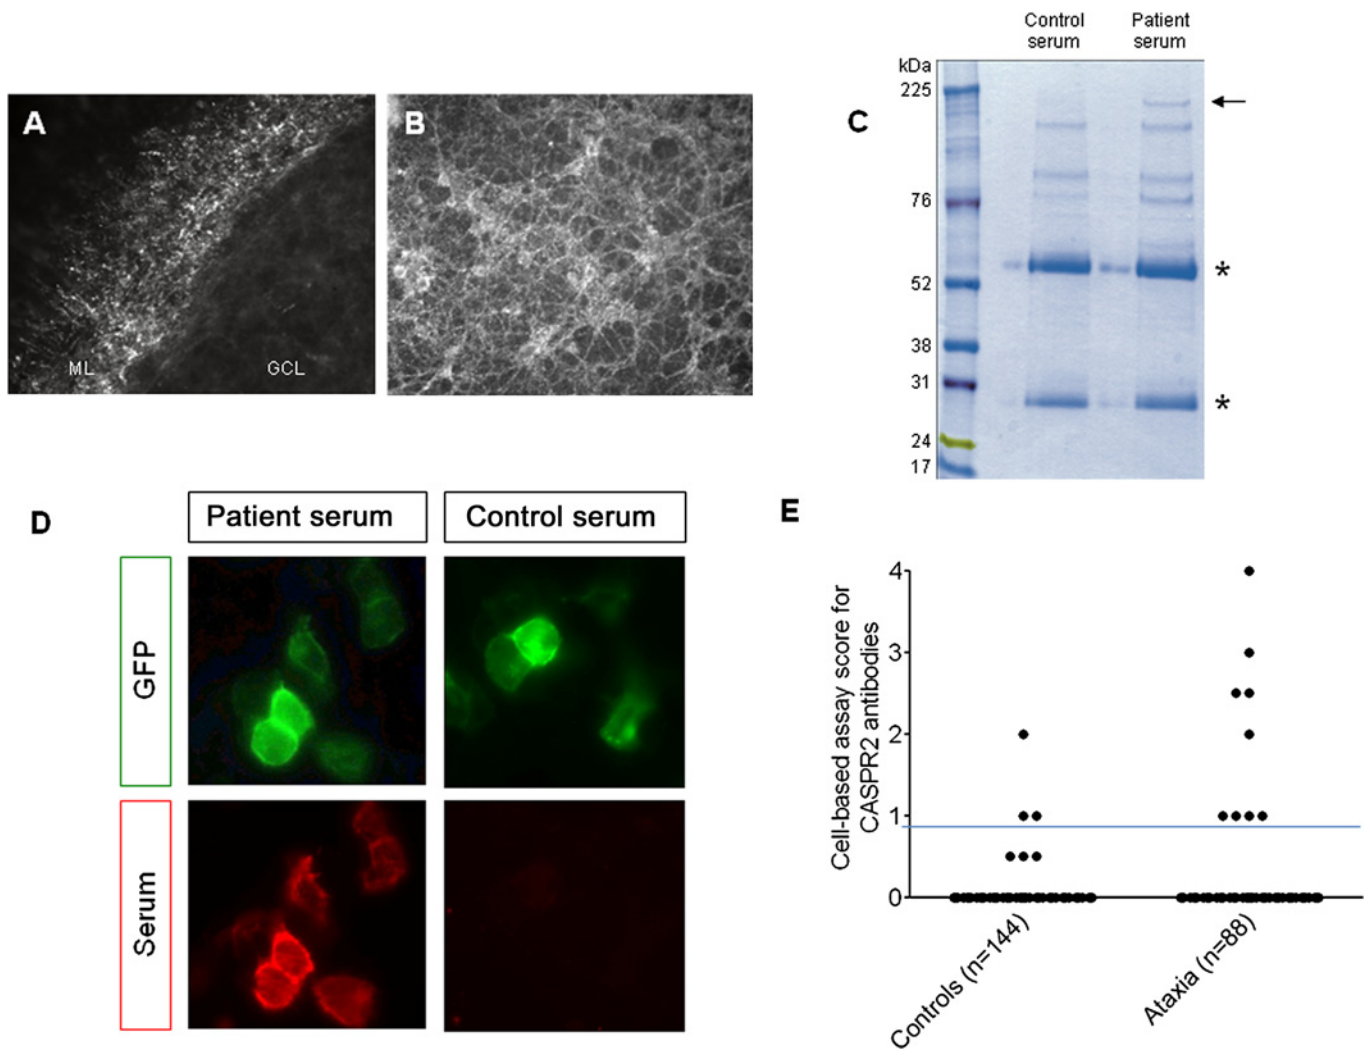 A
ML
GCL
B
C
Control
serum
Patient
serum
kDa
225
76
52
38
31
24
17
*
*
D
Patient serum
Control serum
GFP
Serum
E
Cell-based assay score for
CASPR2 antibodies
4
3
2
1
0
Controls (n=144)
Ataxia (n=88)